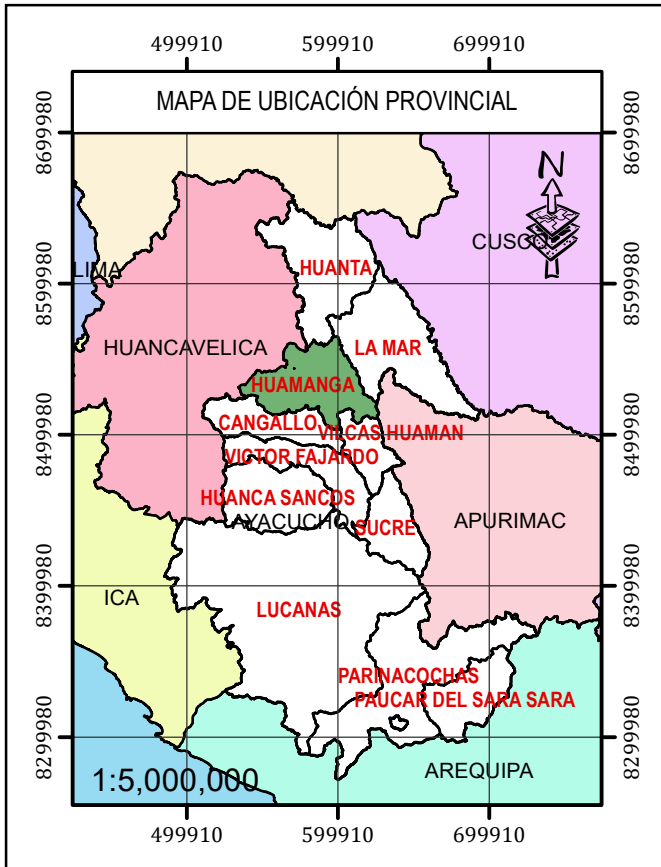 499910 599910 699910
MAPA DE UBICACIÓN PROVINCIAL
8699980 8699980
N
CUSCO
LIMA
HUANTA
8599980 8599980
HUANCAVELICA
LA MAR
HUAMANGA
CANGALLO
VILCAS HUAMAN
8499980 8499980
VICTOR FAJARDO
HUANCA SANCOS
AYACUCHO
SUCRE
APURIMAC
8399980 8399980
ICA
LUCANAS
PARINACOCHAS
PAUCAR DEL SARA SARA
8299980 8299980
AREQUIPA
1:5,000,000
499910 599910 699910